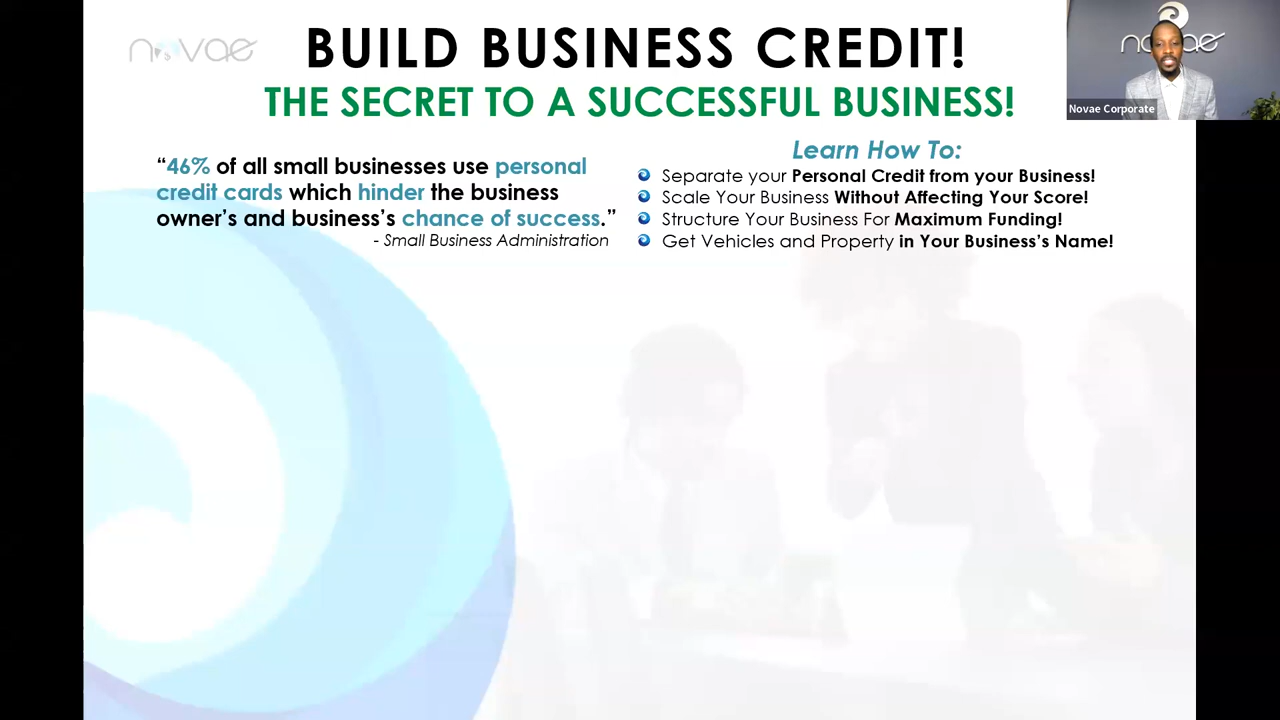 novae
BUILD BUSINESS CREDIT!
THE SECRET TO A SUCCESSFUL BUSINESS!
novae
Novae Corporate
“46% of all small businesses use personal
credit cards which hinder the business
owner’s and business’s chance of success.”
- Small Business Administration
Learn How To:
Separate your Personal Credit from your Business!
Scale Your Business Without Affecting Your Score!
Structure Your Business For Maximum Funding!
Get Vehicles and Property in Your Business’s Name!